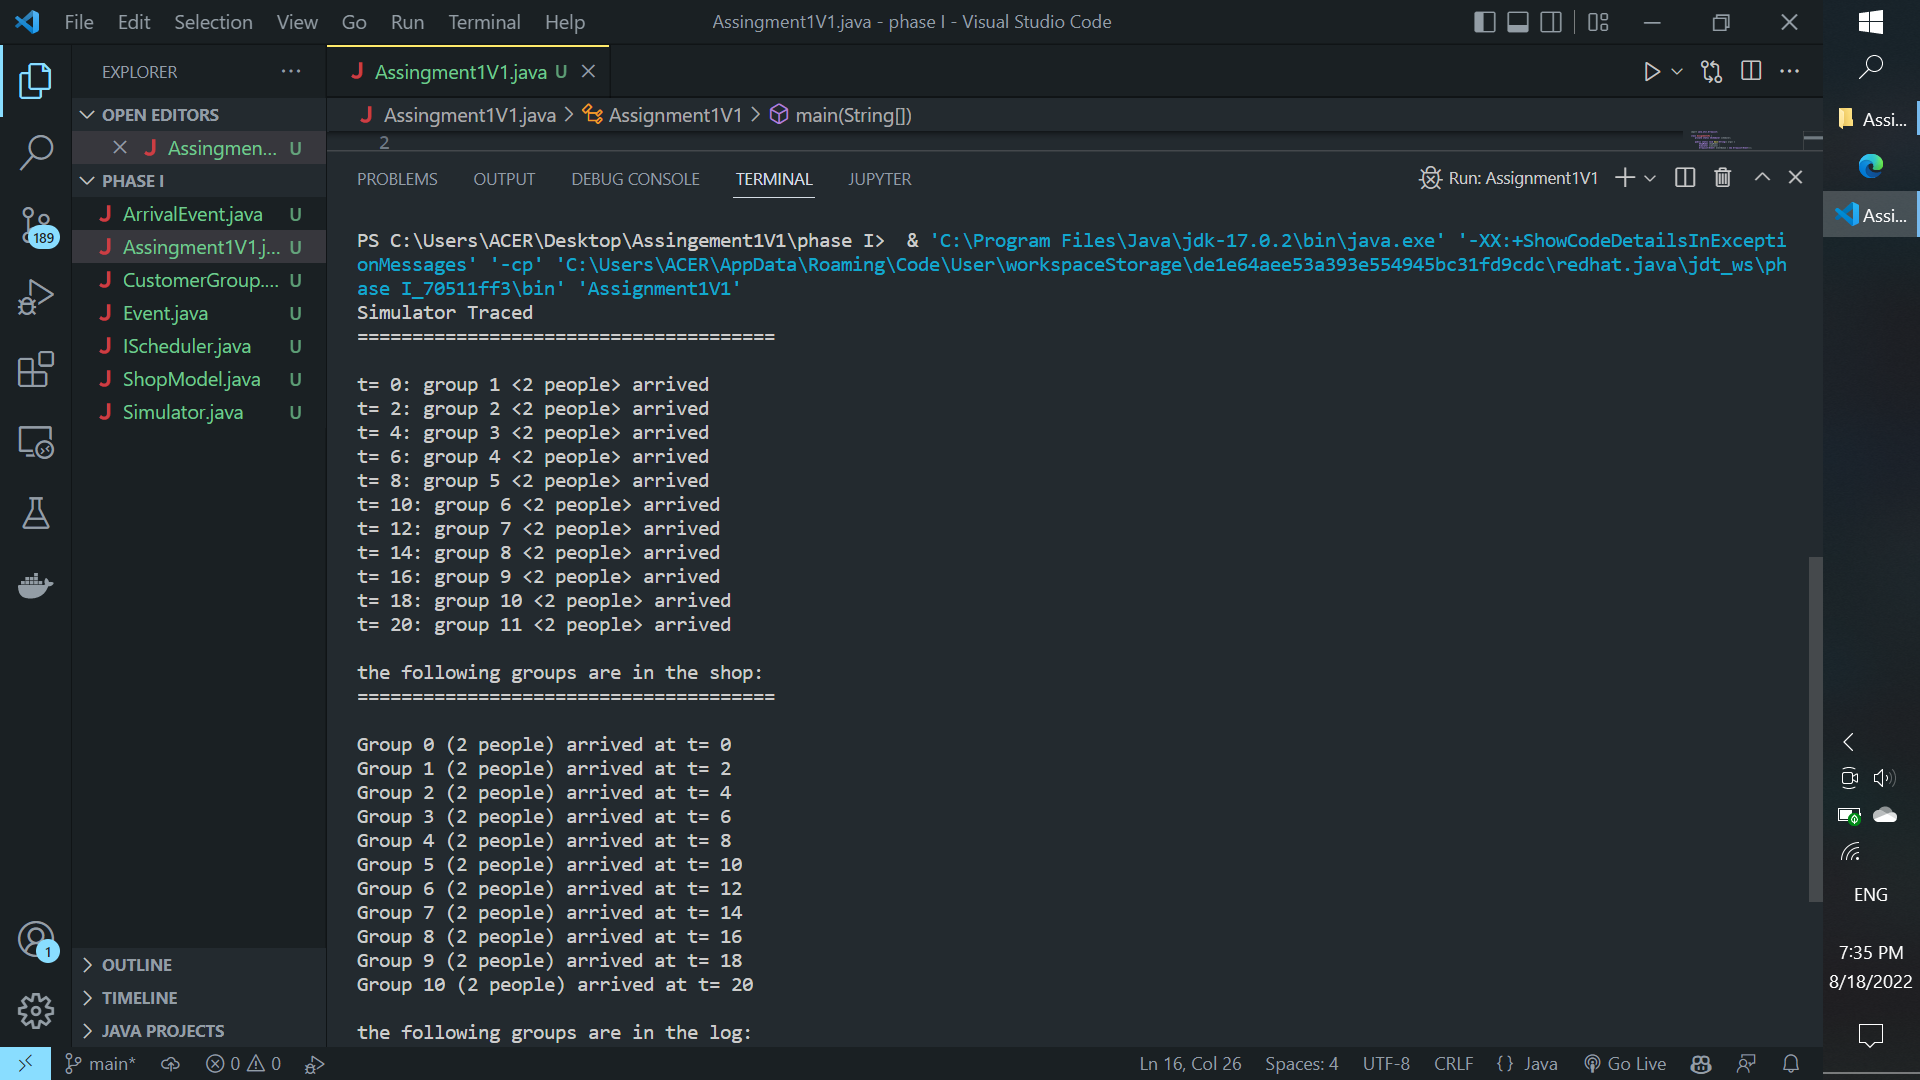 File Edit Selection View Go Run Terminal Help
Assingment1V1.java - phase I - Visual Studio Code
EXPLORER
OPEN EDITORS
Assingmen... U
PHASE I
ArrivalEvent.java U
Assingment1V1.j... U
CustomerGroup.... U
Event.java U
IScheduler.java U
ShopModel.java U
Simulator.java U
OUTLINE
TIMELINE
JAVA PROJECTS
189
1
Assingment1V1.java U
Assingment1V1.java > Assignment1V1 > main(String[])
2
PROBLEMS OUTPUT DEBUG CONSOLE TERMINAL JUPYTER
Run: Assignment1V1
PS C:\Users\ACER\Desktop\Assingement1V1\phase I>  & 'C:\Program Files\Java\jdk-17.0.2\bin\java.exe' '-XX:+ShowCodeDetailsInExcepti
onMessages' '-cp' 'C:\Users\ACER\AppData\Roaming\Code\User\workspaceStorage\de1e64aee53a393e554945bc31fd9cdc\redhat.java\jdt_ws\ph
ase I_70511ff3\bin' 'Assignment1V1'
Simulator Traced
======================================
t= 0: group 1 <2 people> arrived
t= 2: group 2 <2 people> arrived
t= 4: group 3 <2 people> arrived
t= 6: group 4 <2 people> arrived
t= 8: group 5 <2 people> arrived
t= 10: group 6 <2 people> arrived
t= 12: group 7 <2 people> arrived
t= 14: group 8 <2 people> arrived
t= 16: group 9 <2 people> arrived
t= 18: group 10 <2 people> arrived
t= 20: group 11 <2 people> arrived
the following groups are in the shop:
======================================
Group 0 (2 people) arrived at t= 0
Group 1 (2 people) arrived at t= 2
Group 2 (2 people) arrived at t= 4
Group 3 (2 people) arrived at t= 6
Group 4 (2 people) arrived at t= 8
Group 5 (2 people) arrived at t= 10
Group 6 (2 people) arrived at t= 12
Group 7 (2 people) arrived at t= 14
Group 8 (2 people) arrived at t= 16
Group 9 (2 people) arrived at t= 18
Group 10 (2 people) arrived at t= 20
the following groups are in the log:
main* 0 0
Ln 16, Col 26 Spaces: 4 UTF-8 CRLF {} Java Go Live
Assi...
Assi...
ENG
7:35 PM
8/18/2022